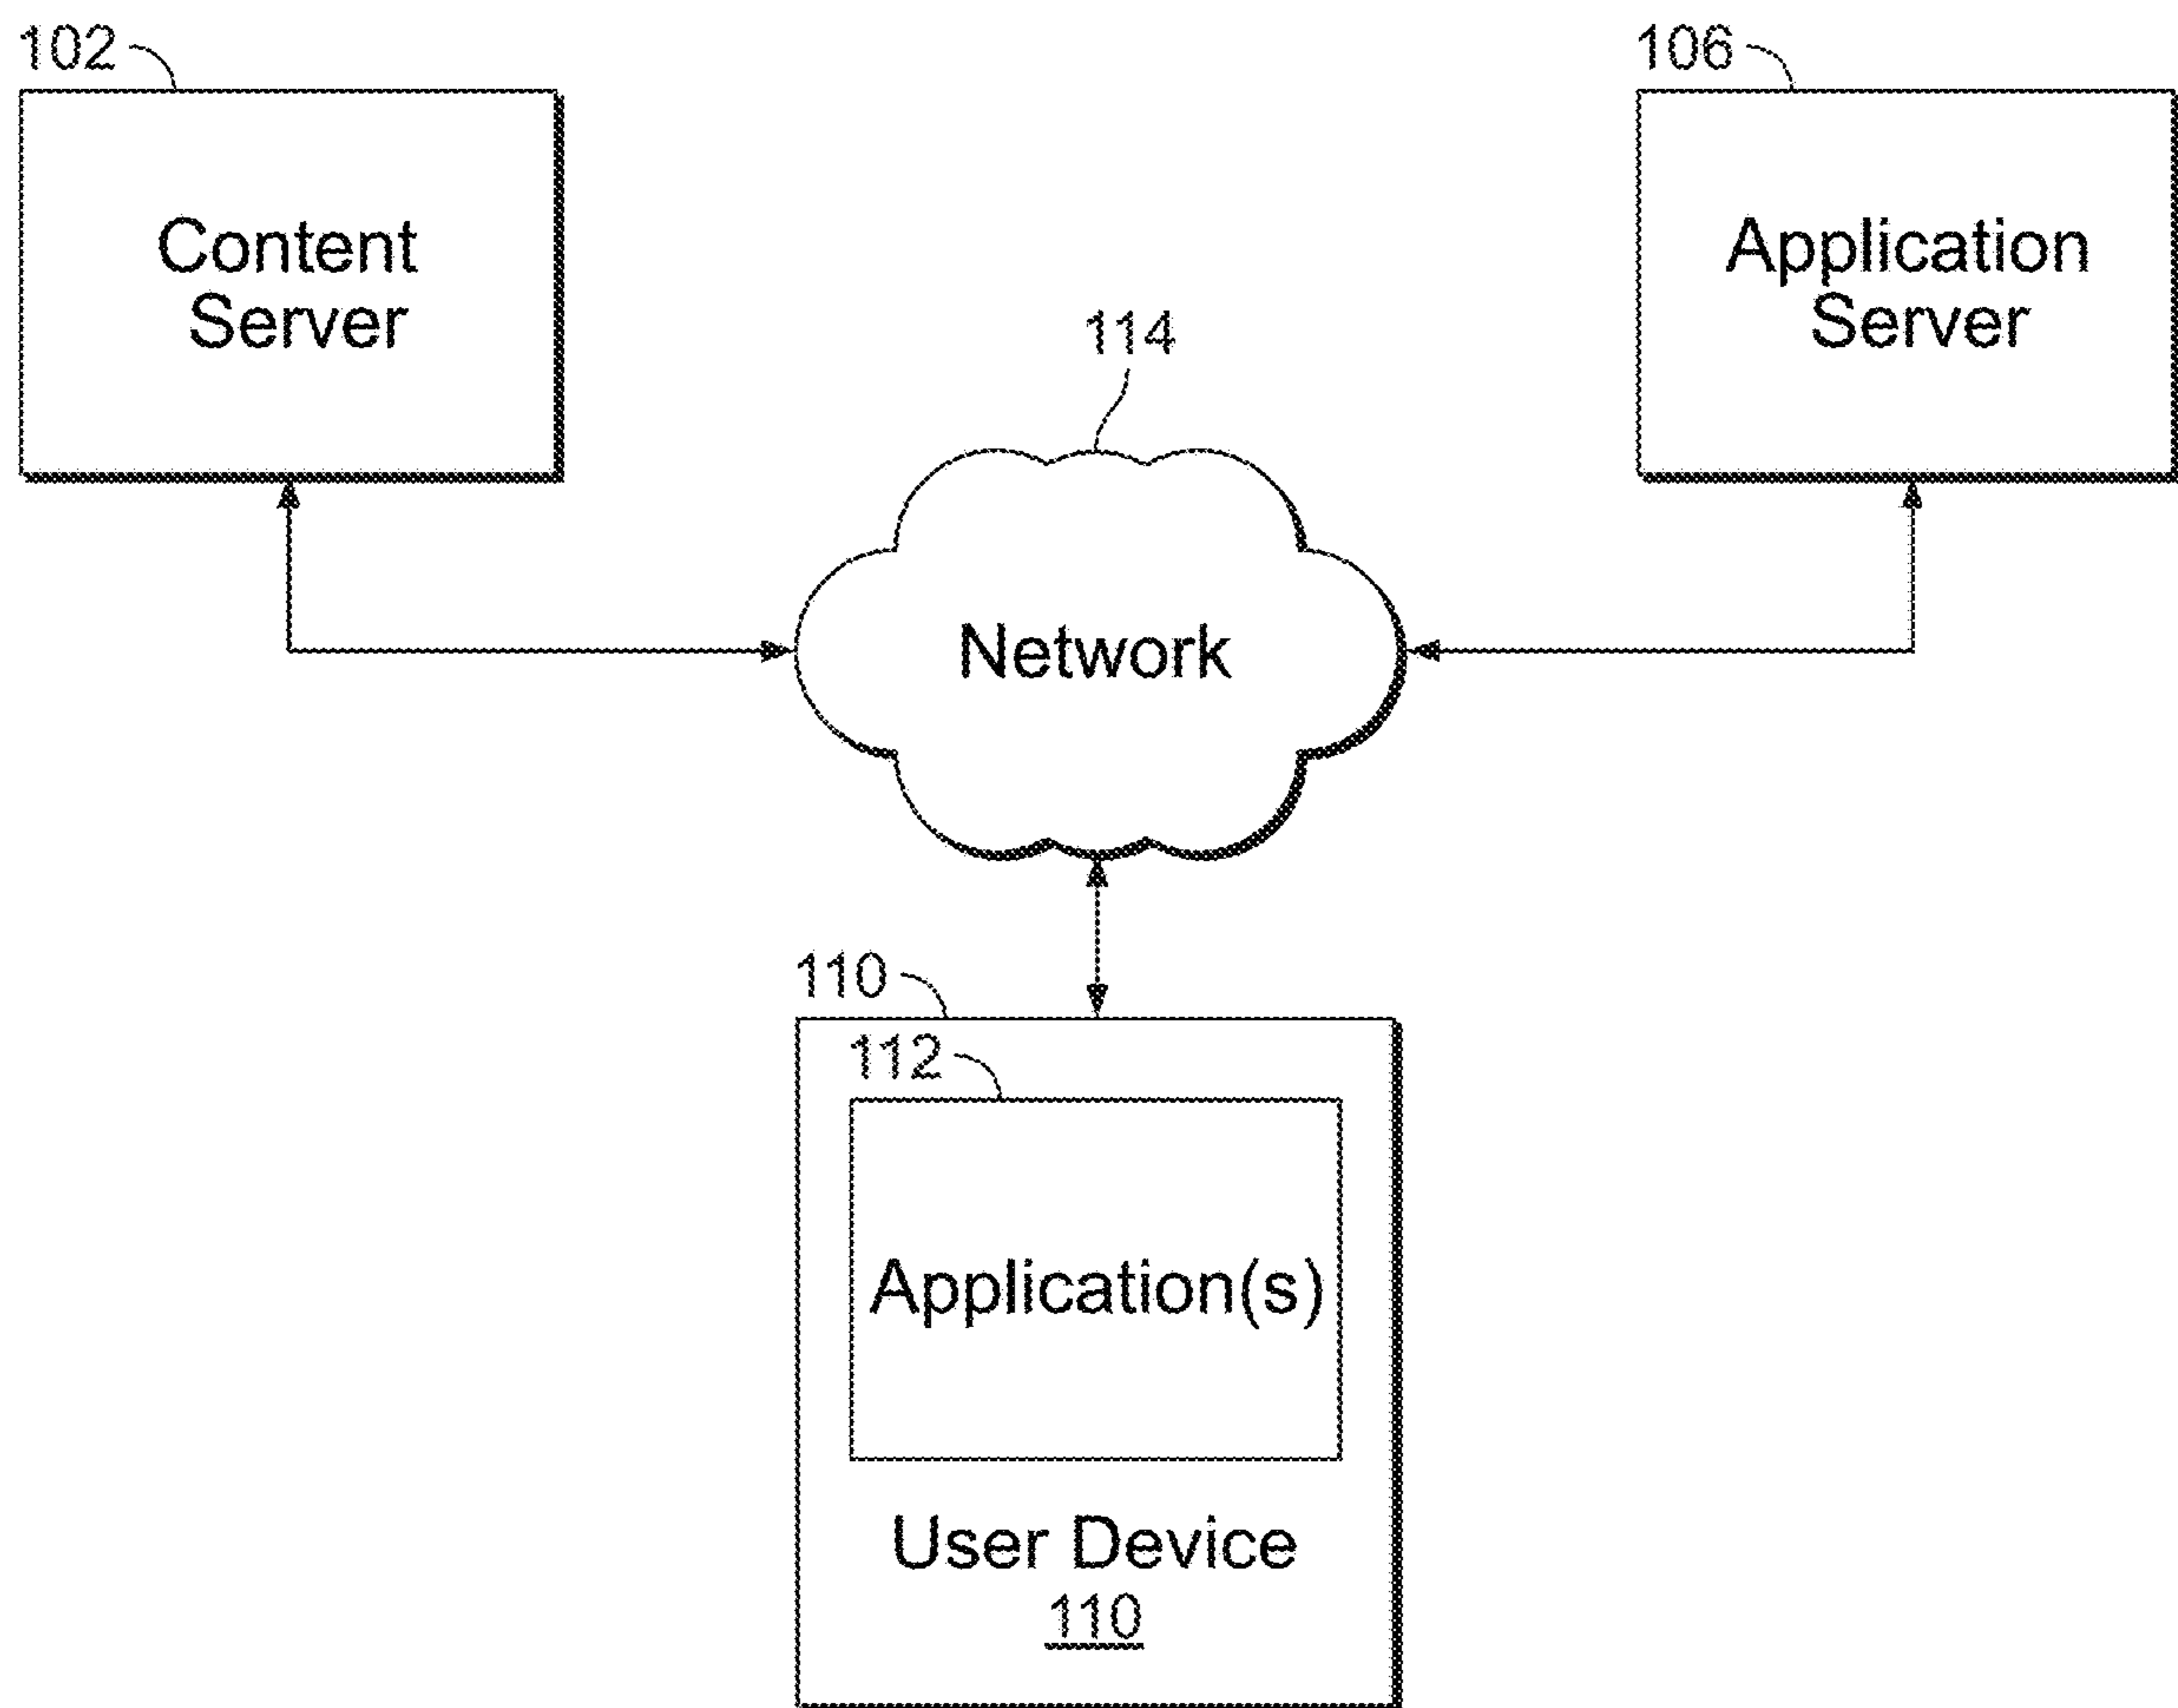 102
106
Content
Server
Application
Server
114
Network
110
112
Application(s)
User Device
110